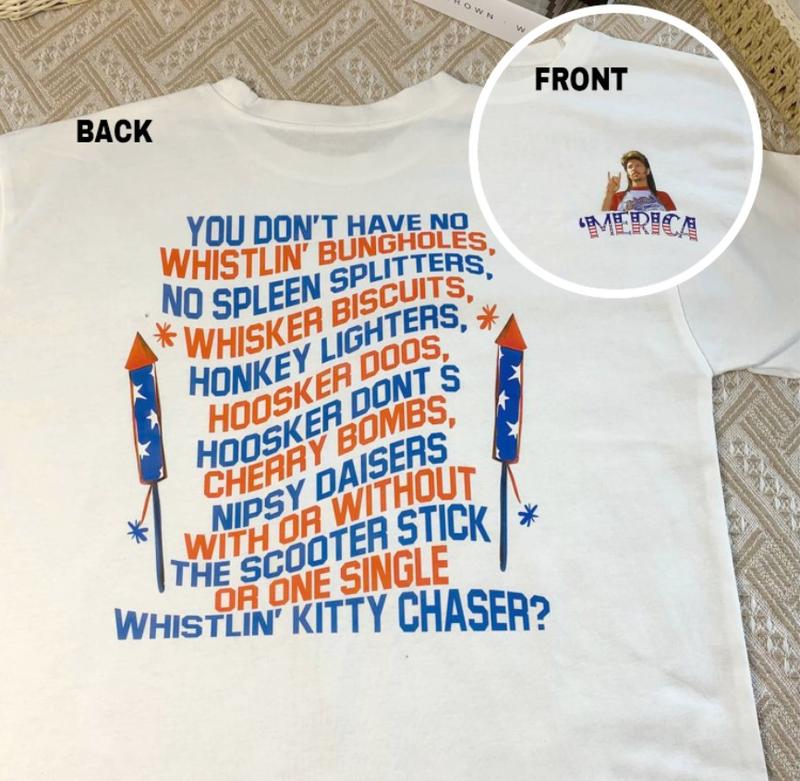 BACK
FRONT
'MERICA
YOU DON'T HAVE NO
WHISTLIN' BUNGHOLES,
NO SPLEEN SPLITTERS,
WHISKER BISCUITS,
HONKEY LIGHTERS,
HOOSKER DOOS,
HOOSKER DONT S
CHERRY BOMBS,
NIPSY DAISERS
WITH OR WITHOUT
THE SCOOTER STICK
OR ONE SINGLE
WHISTLIN' KITTY CHASER?